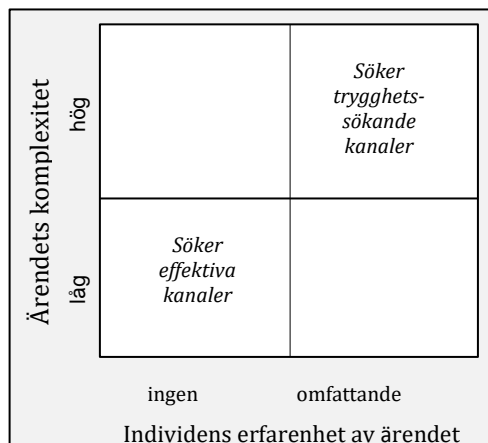 Ärendets komplexitet
hög
låg
Söker
trygghets-
sökande
kanaler
Söker
effektiva
kanaler
ingen
omfattande
Individens erfarenhet av ärendet